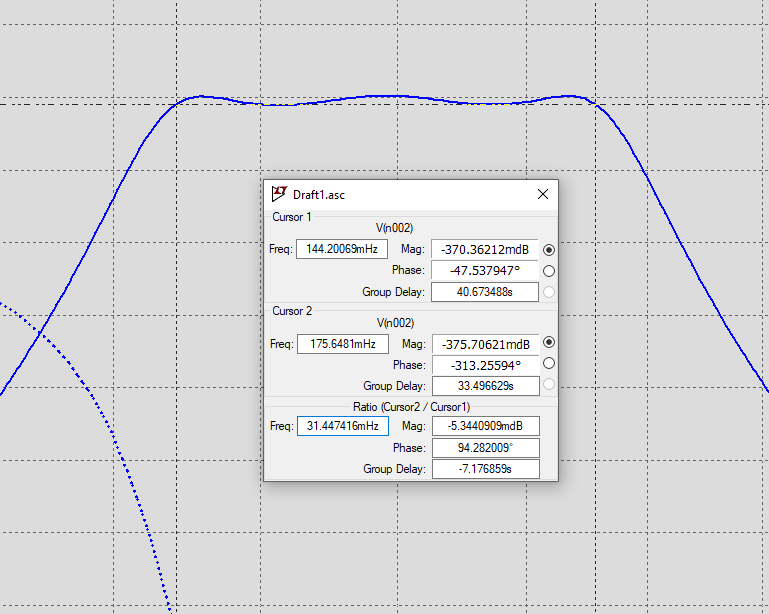 Draft1.asc
Cursor 1
V(n002)
Freq: 144.20069mHz Mag: -370.36212mdB
Phase: -47.537947°
Group Delay: 40.673488s
Cursor 2
V(n002)
Freq: 175.6481mHz Mag: -375.70621mdB
Phase: -313.25594°
Group Delay: 33.496629s
Ratio (Cursor2 / Cursor1)
Freq: 31.447416mHz Mag: -5.3440909mdB
Phase: 94.282009°
Group Delay: -7.176859s